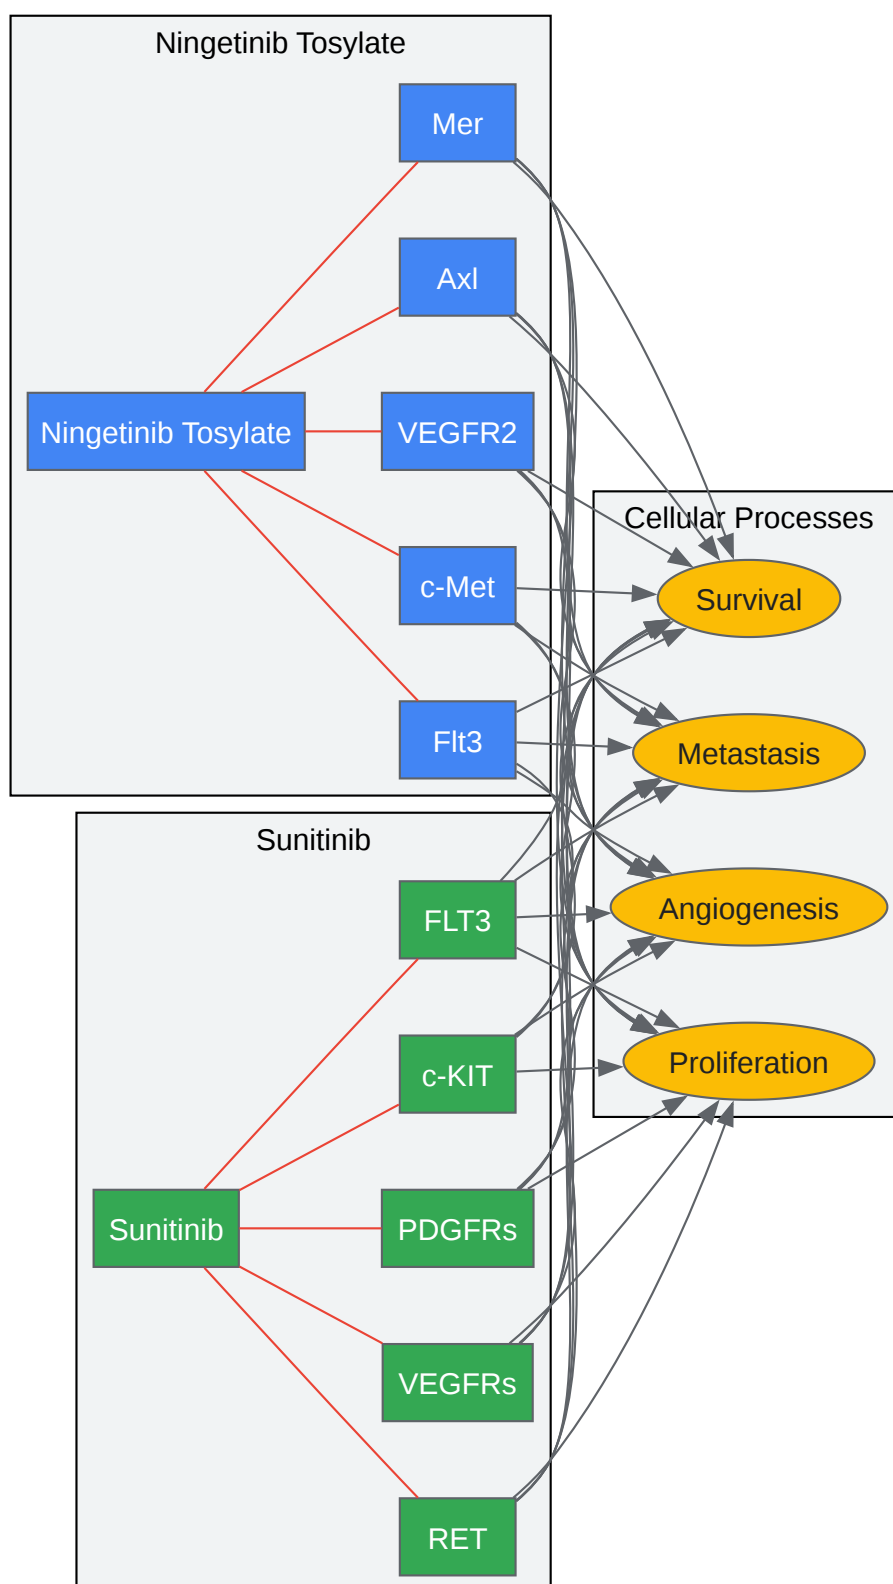 Ningetinib Tosylate
Mer
Axl
Ningetinib Tosylate
VEGFR2
c-Met
Flt3
Cellular Processes
Survival
Metastasis
Angiogenesis
Proliferation
Sunitinib
FLT3
c-KIT
Sunitinib
PDGFRs
VEGFRs
RET